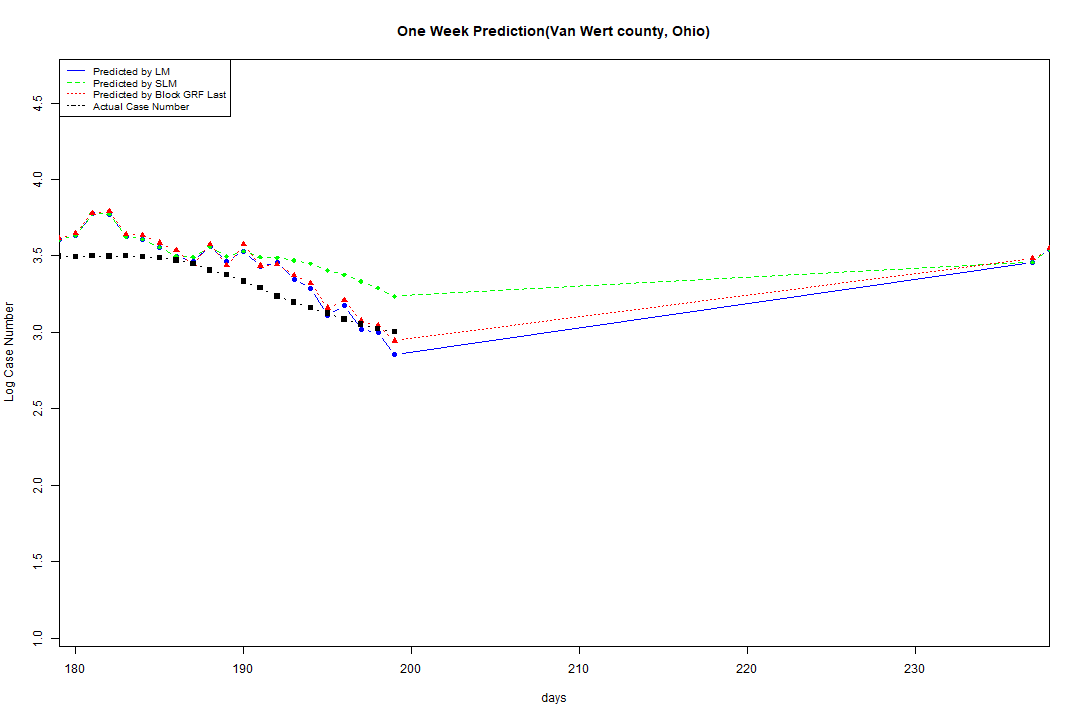 One Week Prediction(Van Wert county, Ohio)
Predicted by LM
Predicted by SLM
Predicted by Block GRF Last
Actual Case Number
Log Case Number
4.5
4.0
3.5
3.0
2.5
2.0
1.5
1.0
180 190 200 210 220 230
days